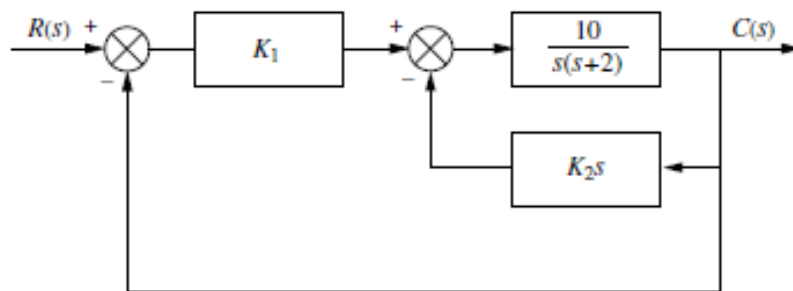 R(s) + − K₁ + − 10 C(s)
s(s+2)
K₂s